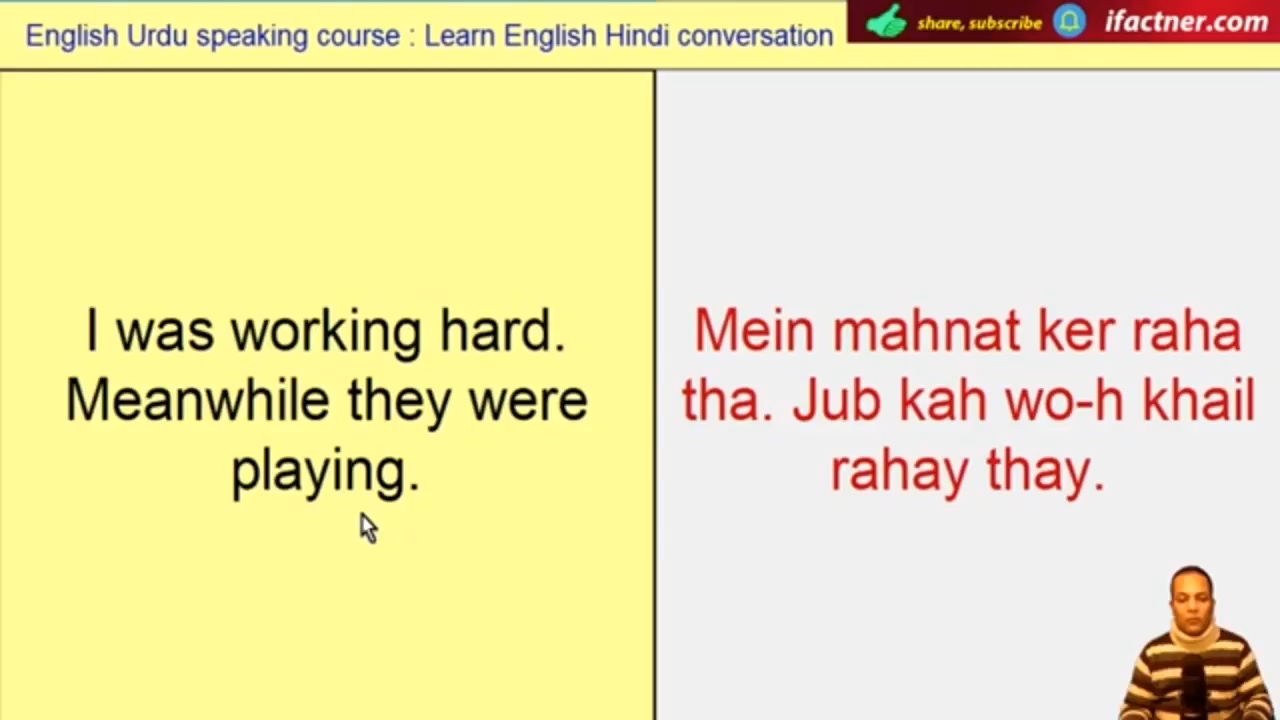 English Urdu speaking course : Learn English Hindi conversation
share, subscribe
ifactner.com
I was working hard.
Meanwhile they were
playing.
Mein mahnat ker raha
tha. Jub kah wo-h khail
rahay thay.